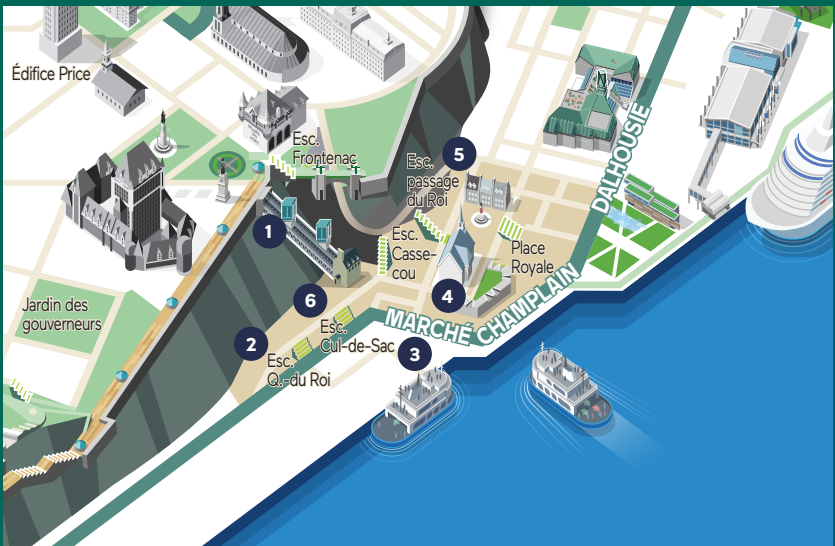 Édifice Price
Esc.
Frontenac
5
Esc.
passage
du Roi
DALHOUSIE
1
Esc.
Casse-
cou
Place
Royale
Jardin des
gouverneurs
6
4
MARCHÉ CHAMPLAIN
2
Esc.
Cul-de-Sac
3
Esc.
Q.-du Roi